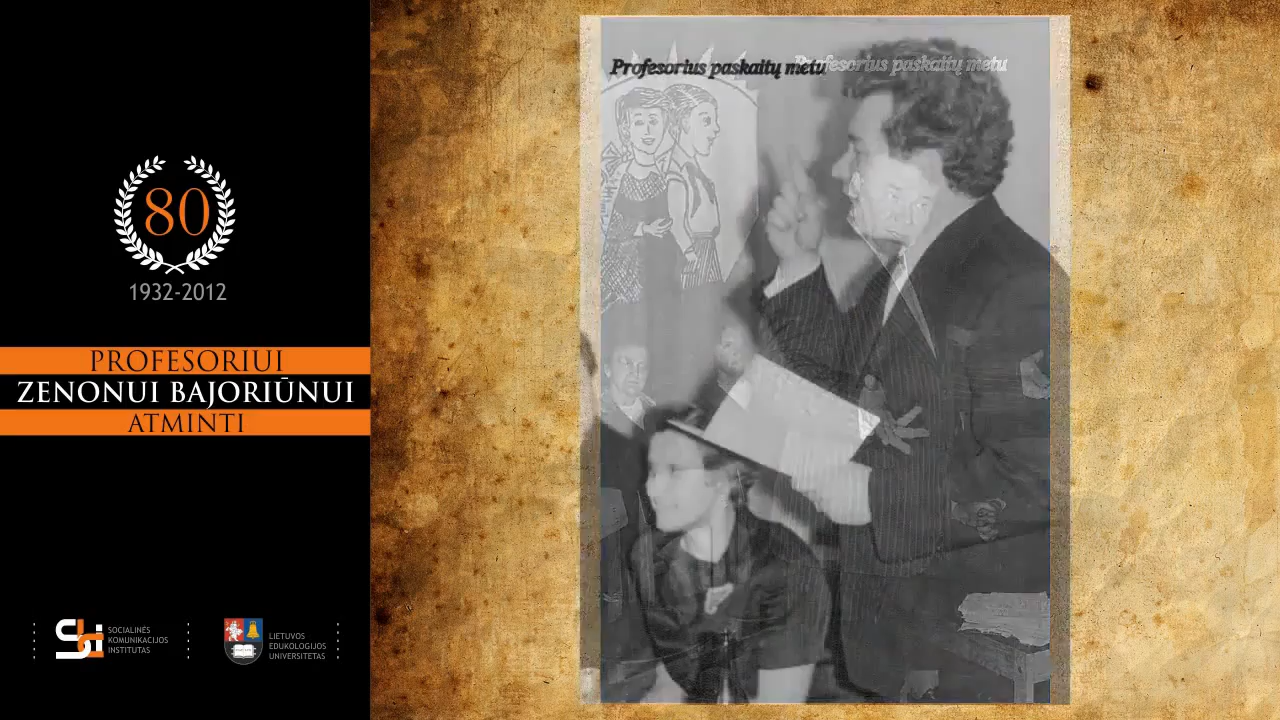 80
1932-2012
PROFESORIUI
ZENONUI BAJORIŪNUI
ATMINTI
SOCIALINĖS
KOMUNIKACIJOS
INSTITUTAS
LIETUVOS
EDUKOLOGIJOS
UNIVERSITETAS
Profesorius paskaitų metu
Profesorius paskaitų metu